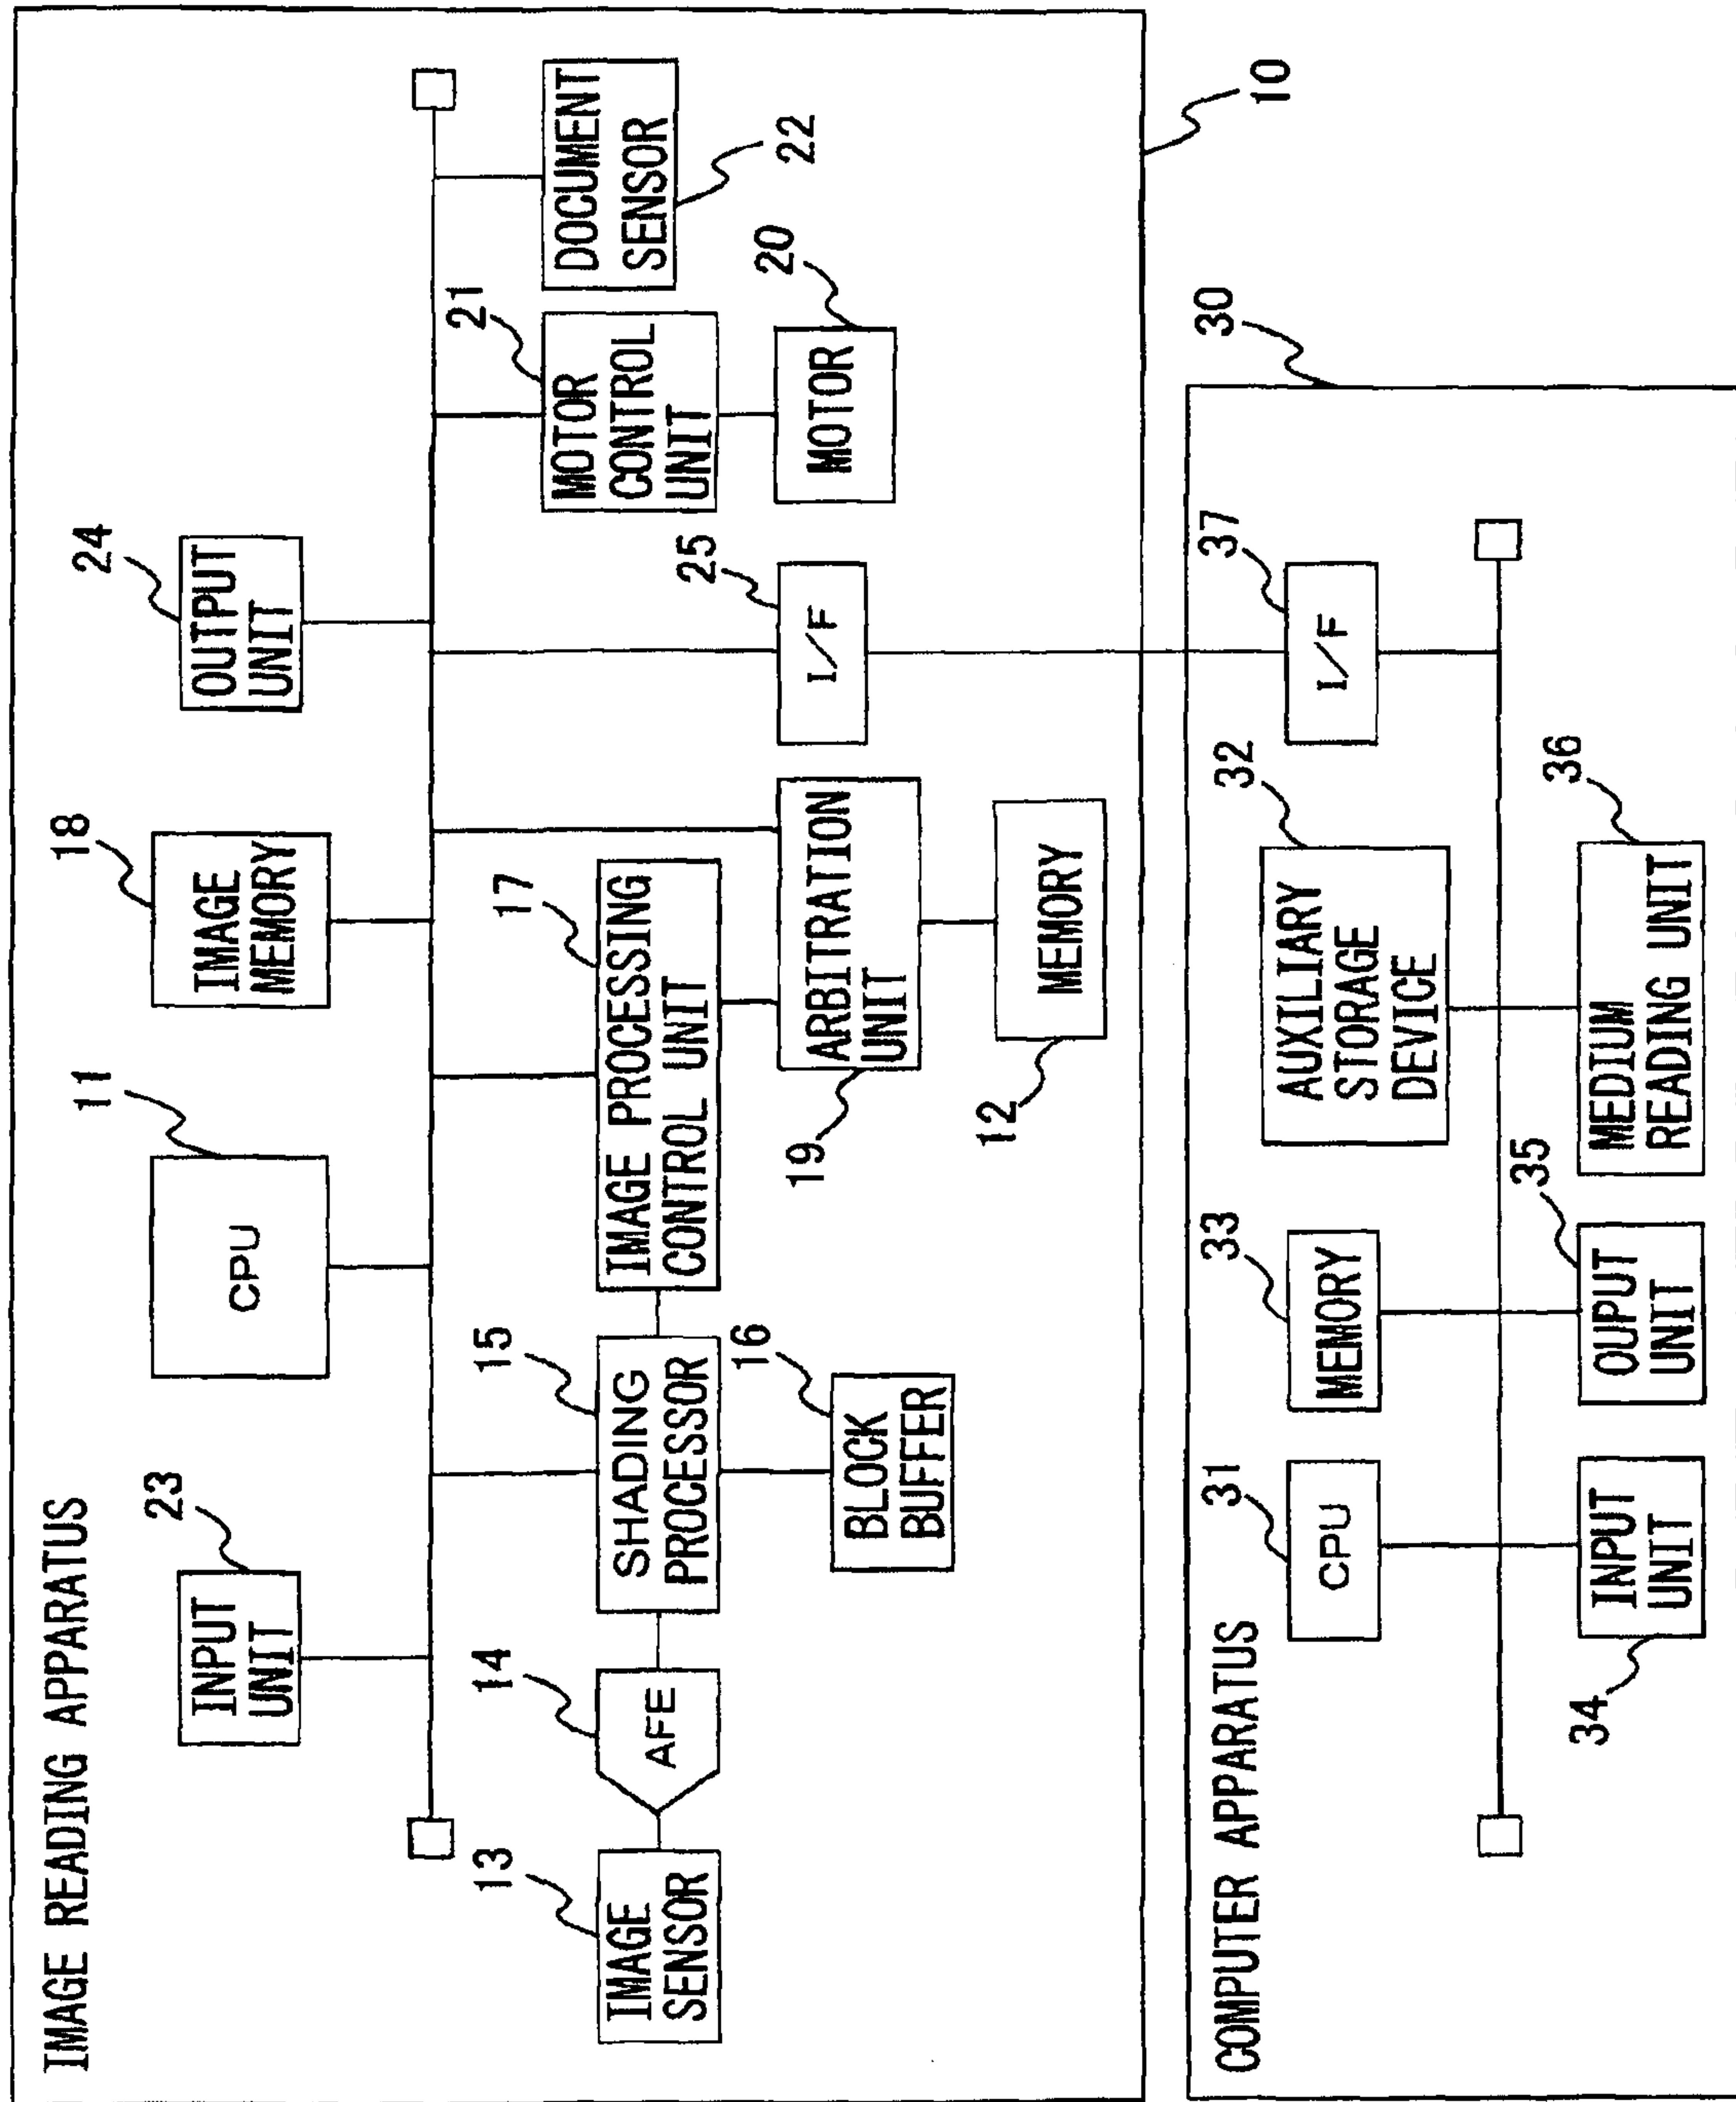 IMAGE READING APPARATUS
23
INPUT
UNIT
11
CPU
18
IMAGE
MEMORY
24
OUTPUT
UNIT
13
IMAGE
SENSOR
14
AFE
15
SHADING
PROCESSOR
16
BLOCK
BUFFER
17
IMAGE PROCESSING
CONTROL UNIT
19
ARBITRATION
UNIT
12
MEMORY
25
I/F
21
MOTOR
CONTROL
UNIT
20
MOTOR
DOCUMENT
SENSOR
22
10
COMPUTER APPARATUS
30
31
CPU
33
MEMORY
32
AUXILIARY
STORAGE
DEVICE
37
I/F
34
INPUT
UNIT
35
OUPUT
UNIT
36
MEDIUM
READING UNIT